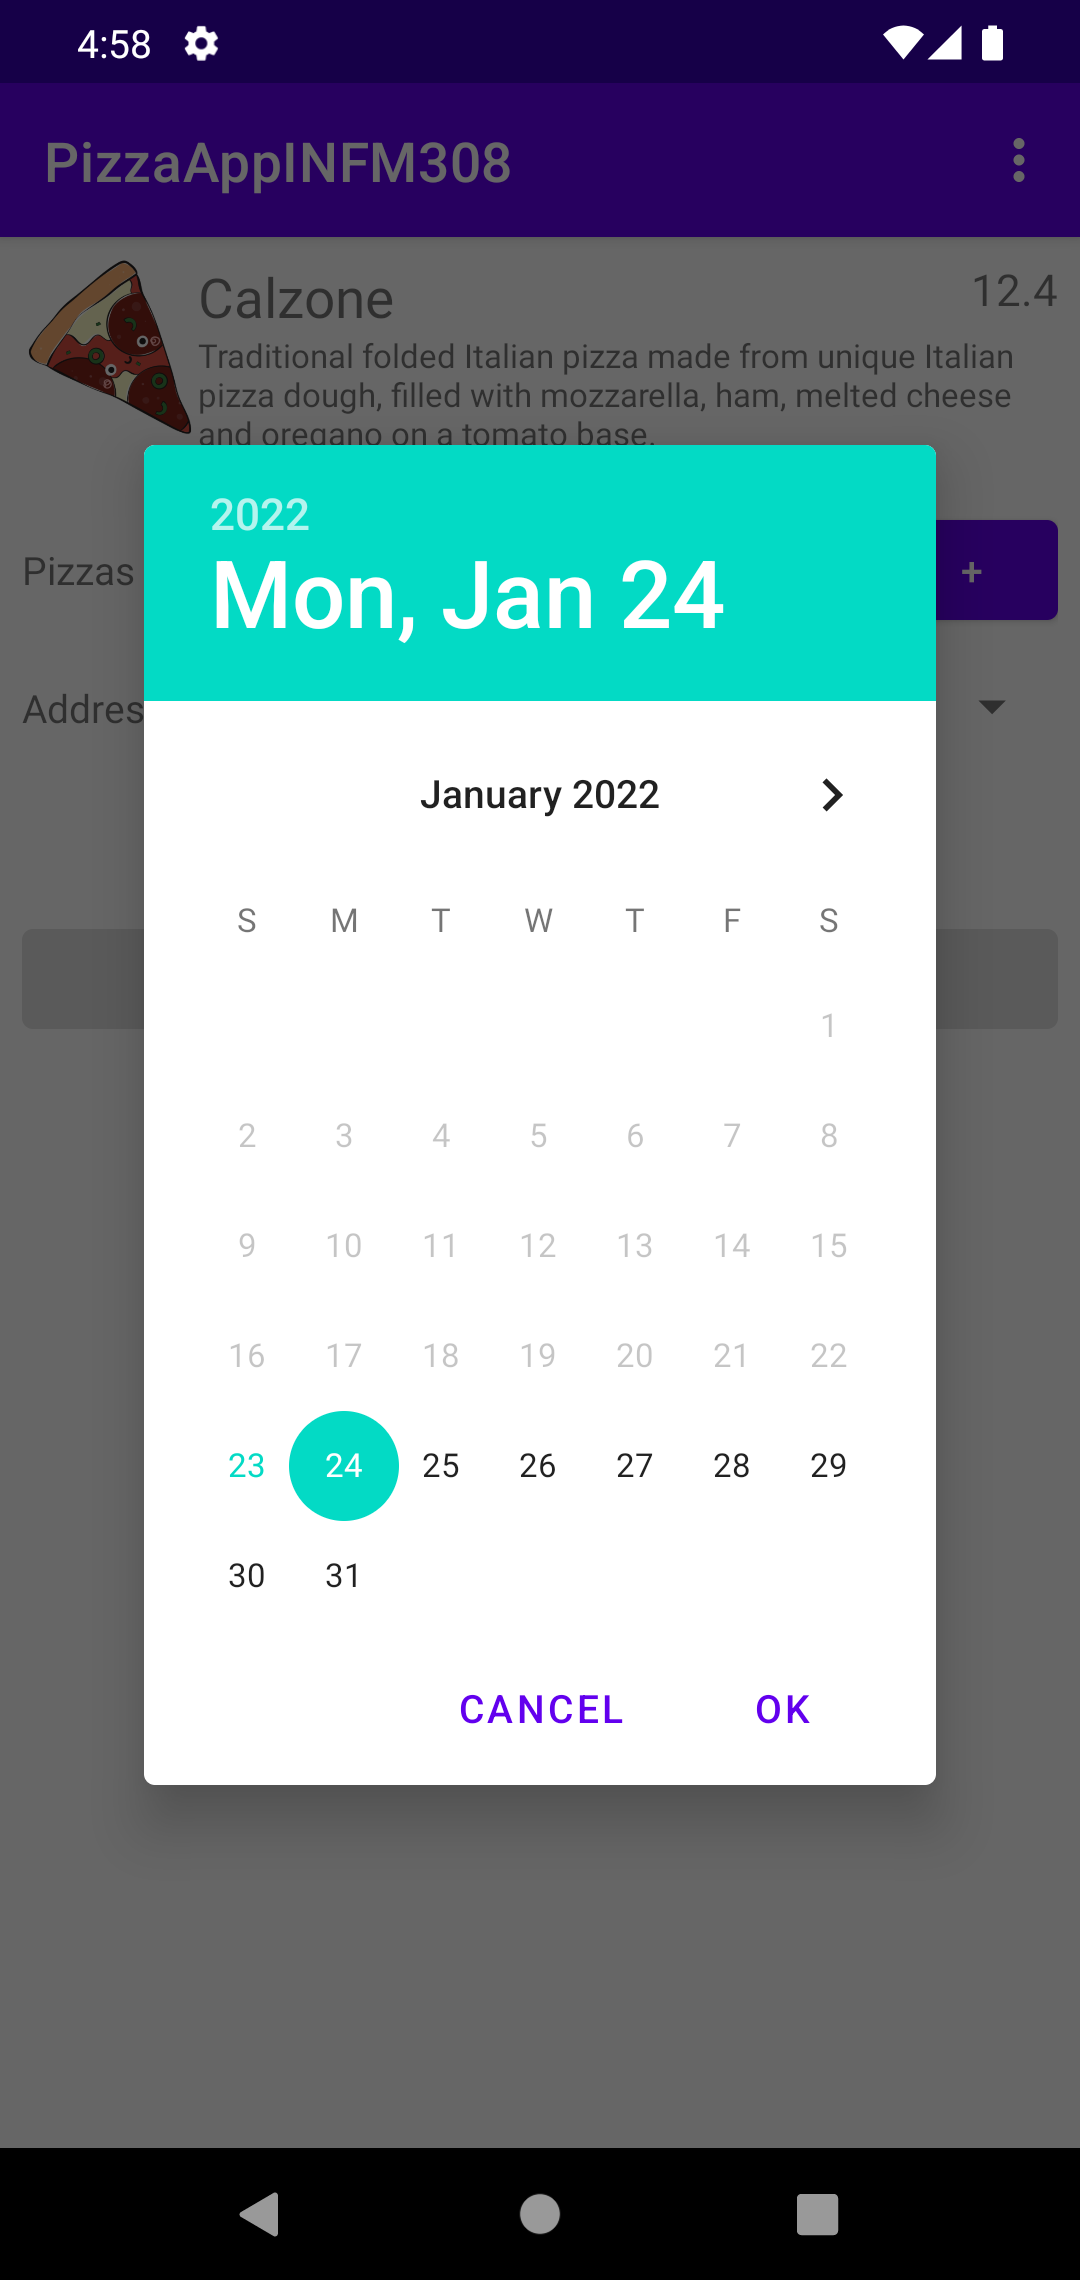 4:58
PizzaAppINFM308
Calzone
12.4
Traditional folded Italian pizza made from unique Italian
pizza dough, filled with mozzarella, ham, melted cheese
and oregano on a tomato base.
2022
Mon, Jan 24
Pizzas
+
Addres
January 2022
S M T W T F S
1
2 3 4 5 6 7 8
9 10 11 12 13 14 15
16 17 18 19 20 21 22
23 24 25 26 27 28 29
30 31
CANCEL OK